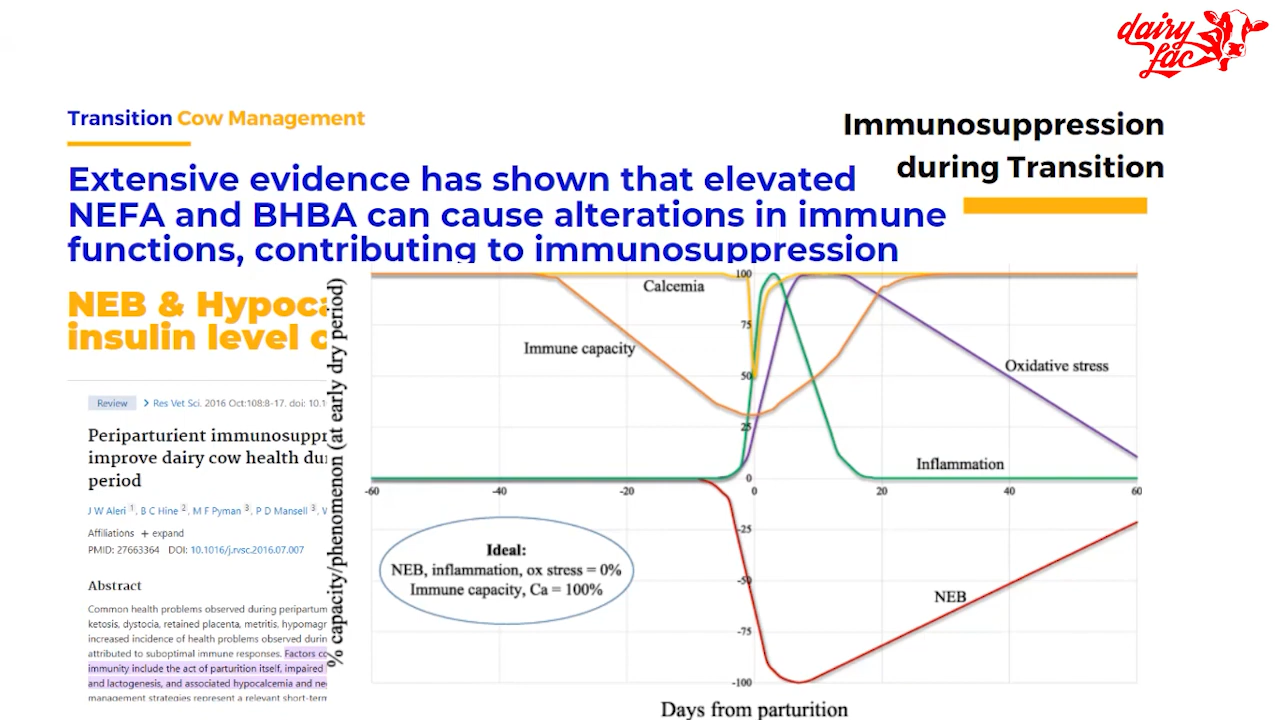 dairy
fac
Transition Cow Management
Immunosuppression
during Transition
Extensive evidence has shown that elevated
NEFA and BHBA can cause alterations in immune
functions, contributing to immunosuppression
NEB & Hypoca
insulin level
Review
Res Vet Sci. 2016 Oct:108:8-17. doi: 10.1
Periparturient immunosuppr
improve dairy cow health
period
J W Aleri 1, B C Hine 2, M F Pyman 3, P D Mansell 3,
Affiliations + expand
PMID: 27663364 DOI: 10.1016/j.rvsc.2016.07.007
Abstract
Common health problems observed during peripartum
ketosis, dystocia, retained placenta, metritis, hypomagn
increased incidence of health problems observed
attributed to suboptimal immune responses. Factors
immunity include the act of parturition itself, impaired
and lactogenesis, and associated hypocalcemia and
management strategies represent a relevant short-term
% capacity/phenomenon (at early dry period)
100
75
50
25
0
-25
-50
-75
-100
-60
-40
-20
0
20
40
60
Calcemia
Immune capacity
Oxidative stress
Inflammation
NEB
Ideal:
NEB, inflammation, ox stress = 0%
Immune capacity, Ca = 100%
Days from parturition